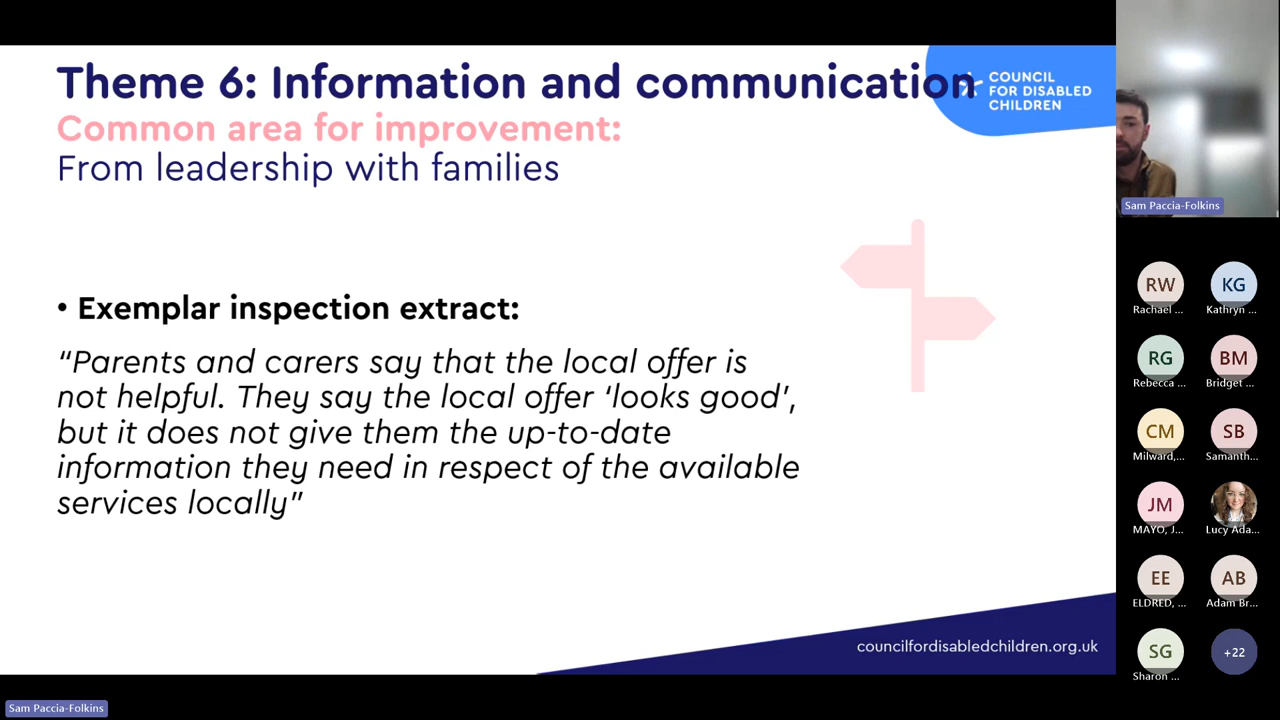 Theme 6: Information and communication
COUNCIL
FOR DISABLED
CHILDREN
Common area for improvement:
From leadership with families
• Exemplar inspection extract:
“Parents and carers say that the local offer is
not helpful. They say the local offer ‘looks good’,
but it does not give them the up-to-date
information they need in respect of the available
services locally”
councilfordisabledchildren.org.uk
Sam Paccia-Folkins
RW
KG
Rachael ...
Kathryn ...
RG
BM
Rebecca ...
Bridget ...
CM
SB
Milward,...
Samanth...
JM
MAYO, J...
Lucy Ada...
EE
AB
ELDRED, ...
Adam Br...
SG
+22
Sharon ...
Sam Paccia-Folkins